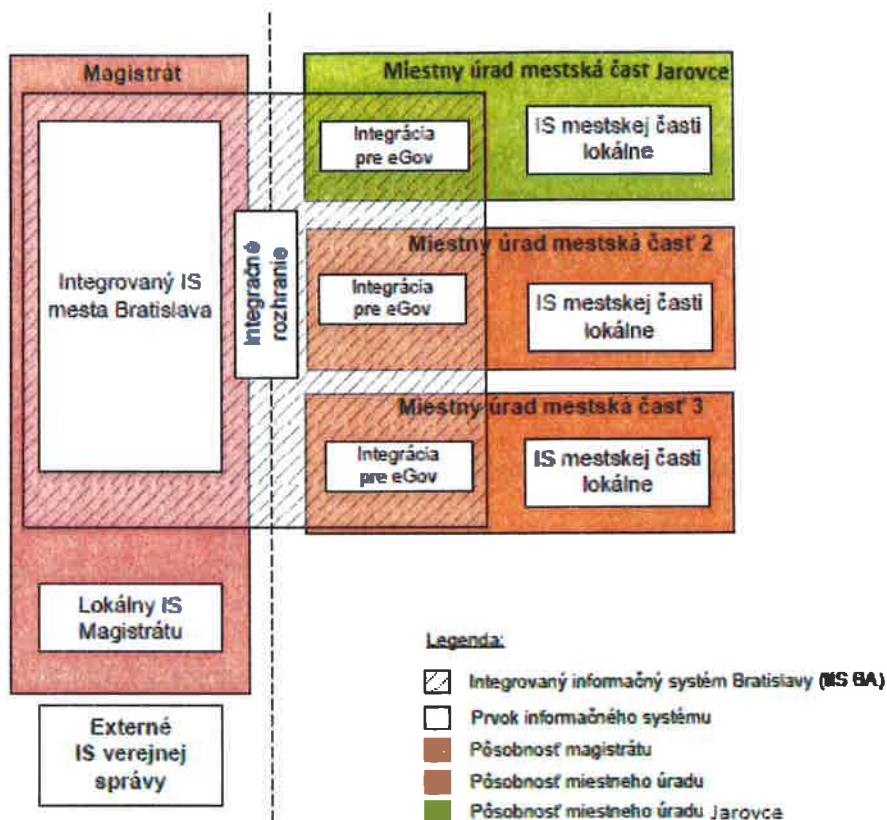 Magistrát
Integrovaný IS
mesta Bratislava
Integračné
rozhranie
Lokálny IS
Magistrátu
Externé
IS verejnej
správy
Miestny úrad mestská časť Jarovce
Integrácia
pre eGov
IS mestskej časti
lokálne
Miestny úrad mestská časť 2
Integrácia
pre eGov
IS mestskej časti
lokálne
Miestny úrad mestská časť 3
Integrácia
pre eGov
IS mestskej časti
lokálne
Legenda:
Integrovaný informačný systém Bratislavy (IIS BA)
Prvok informačného systému
Pôsobnosť magistrátu
Pôsobnosť miestneho úradu
Pôsobnosť miestneho úradu Jarovce